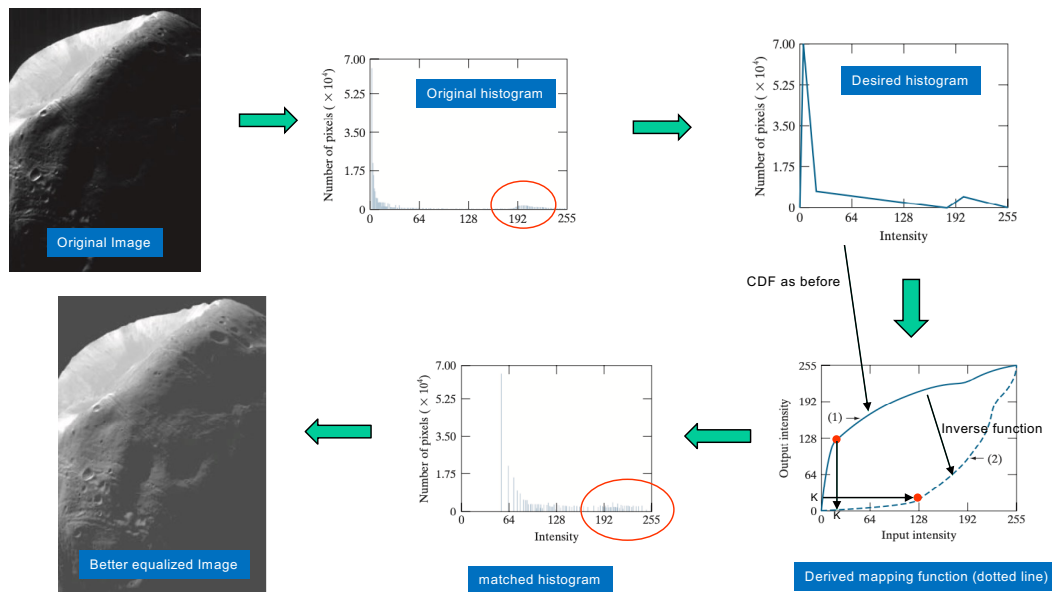 Original Image
Number of pixels ( × 10⁴)
7.00
5.25
3.50
1.75
0
0 64 128 192 255
Original histogram
Number of pixels ( × 10⁴)
7.00
5.25
3.50
1.75
0
0 64 128 192 255
Intensity
Desired histogram
CDF as before
Better equalized Image
Number of pixels ( × 10⁴)
7.00
5.25
3.50
1.75
0
0 64 128 192 255
Intensity
matched histogram
Output intensity
255
192
128
64
0
K
K
(1)
Inverse function
(2)
0 64 128 192 255
Input intensity
Derived mapping function (dotted line)